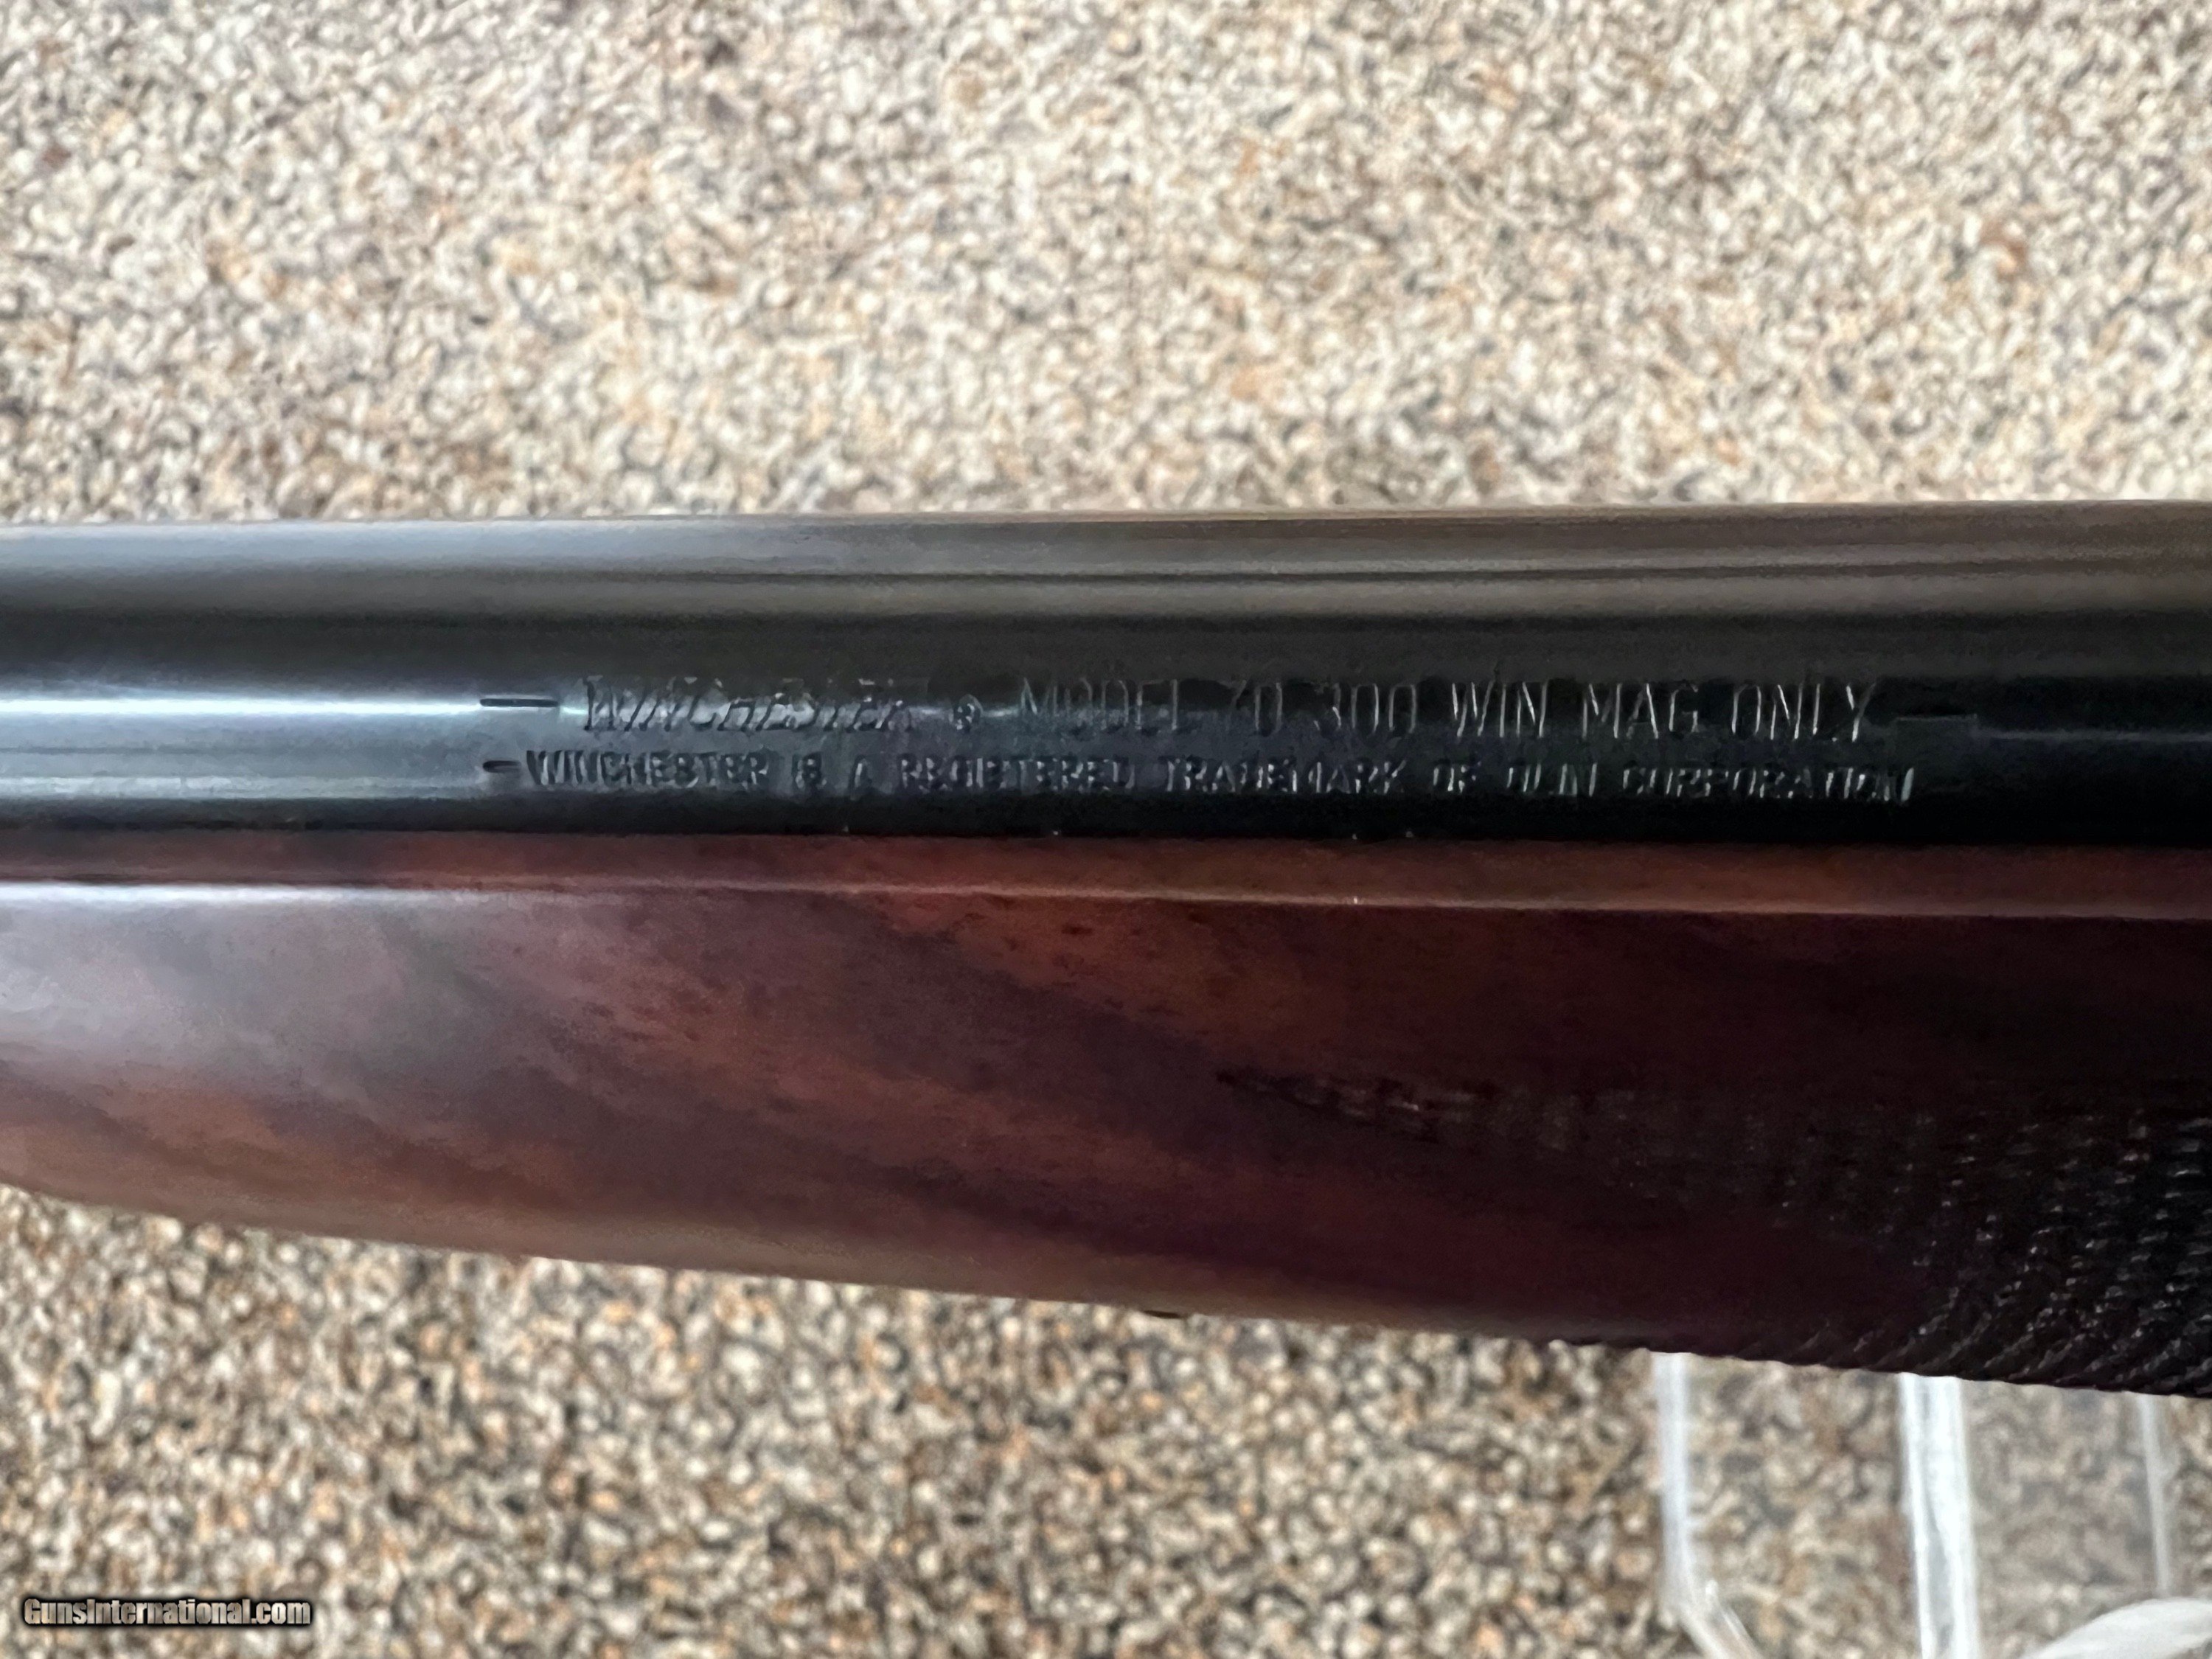 WINCHESTER ® MODEL 70 300 WIN MAG ONLY
WINCHESTER IS A REGISTERED TRADEMARK OF OLIN CORPORATION
GunsInternational.com